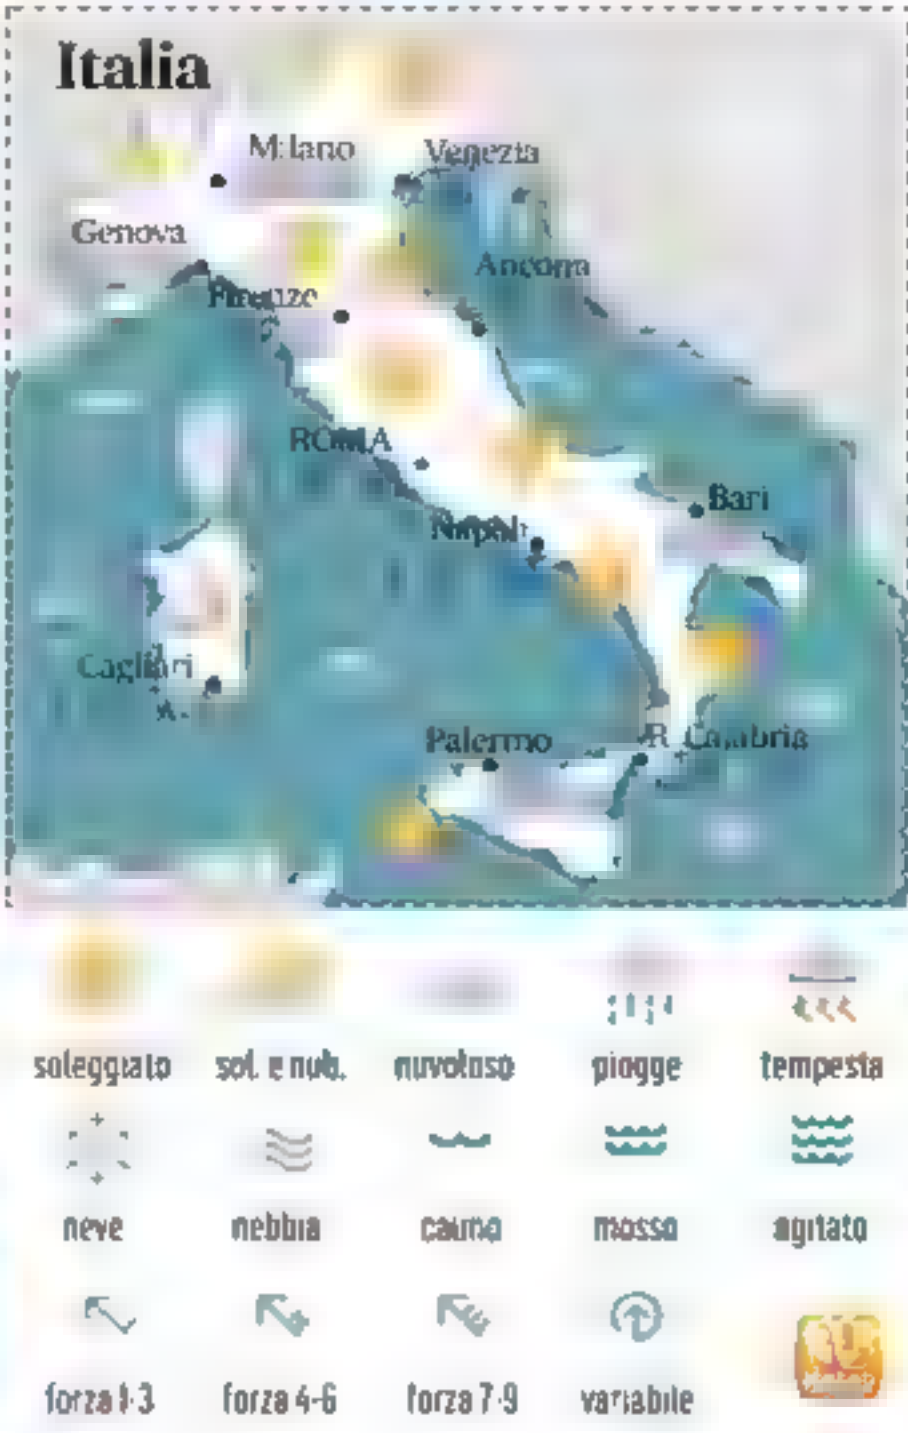 Italia
Milano
Venezia
Genova
Ancona
Firenze
ROMA
Bari
Napoli
Cagliari
Palermo
R. Calabria
soleggiato
sol. e nub.
nuvoloso
piogge
tempesta
neve
nebbia
calmo
mosso
agitato
forza 1-3
forza 4-6
forza 7-9
variabile